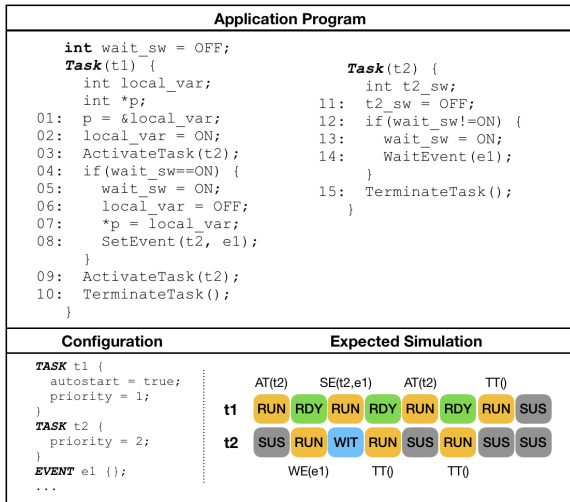 Application Program
int wait_sw = OFF;
Task(t1) {
int local_var;
int *p;
01: p = &local_var;
02: local_var = ON;
03: ActivateTask(t2);
04: if(wait_sw==ON) {
05: wait_sw = ON;
06: local_var = OFF;
07: *p = local_var;
08: SetEvent(t2, e1);
}
09: ActivateTask(t2);
10: TerminateTask();
}
Task(t2) {
int t2_sw;
11: t2_sw = OFF;
12: if(wait_sw!=ON) {
13: wait_sw = ON;
14: WaitEvent(e1);
}
15: TerminateTask();
}
Configuration
TASK t1 {
autostart = true;
priority = 1;
}
TASK t2 {
priority = 2;
}
EVENT e1 {};
...
Expected Simulation
AT(t2) SE(t2,e1) AT(t2) TT()
t1 RUN RDY RUN RDY RUN RDY RUN SUS
t2 SUS RUN WIT RUN SUS RUN SUS SUS
WE(e1) TT() TT()